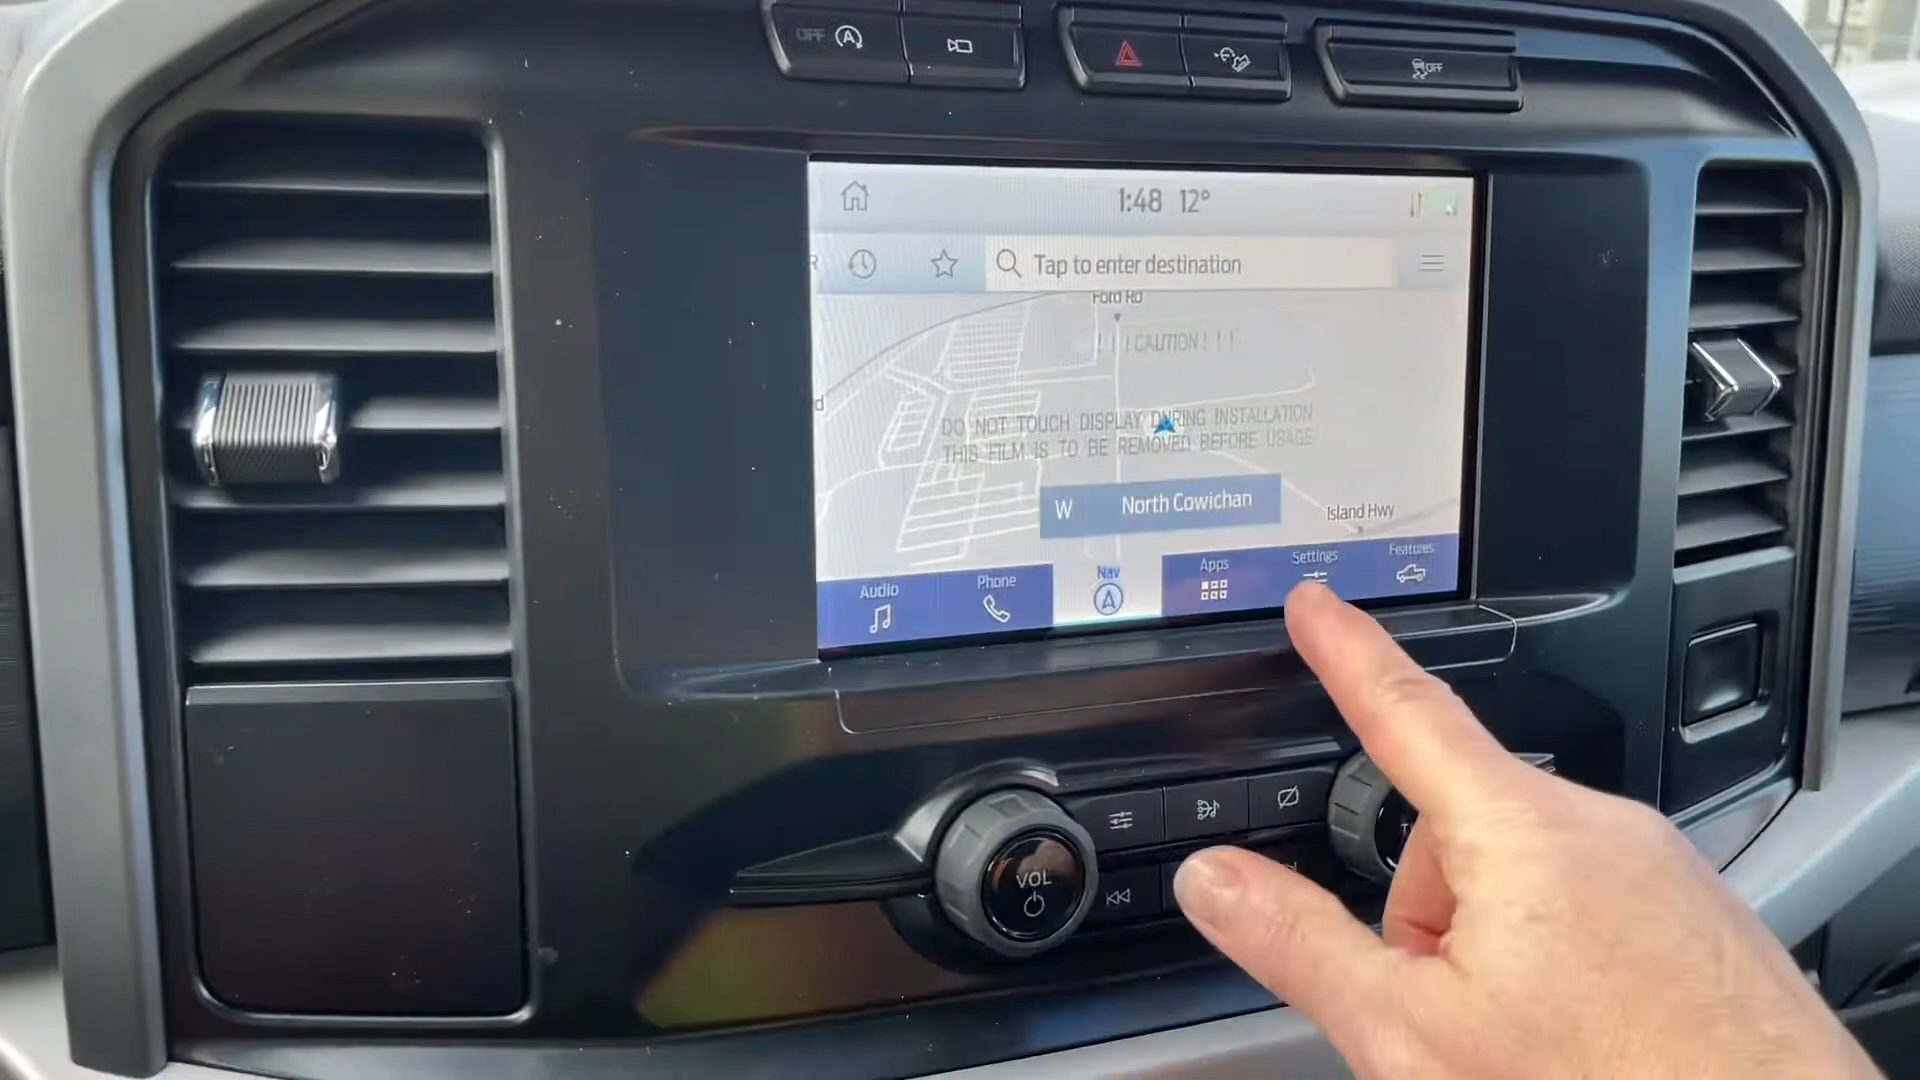 OFF A
OFF
1:48 12°
Tap to enter destination
Ford Rd
! ! ! CAUTION ! ! !
d
DO NOT TOUCH DISPLAY DURING INSTALLATION
THIS FILM IS TO BE REMOVED BEFORE USAGE
W North Cowichan
Island Hwy
Audio
Phone
Nav
Apps
Settings
Features
VOL